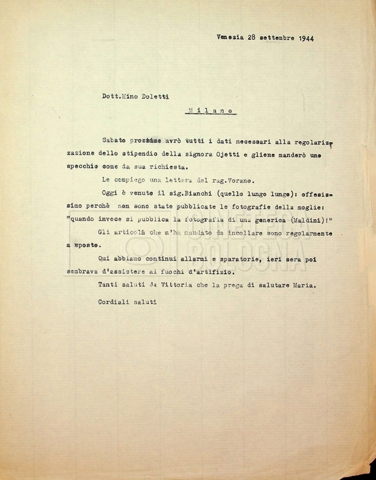 Venezia 28 settembre 1944
Dott.Mino Doletti
Milano
Sabato prossimo avrò tutti i dati necessari alla regolariz
zazione dello stipendio della signora Ojetti e gliene manderò uno
specchio come da sua richiesta.
Le compiego una lettera del rag.Vorano.
Oggi è venuto il sig.Bianchi (quello lungo lungo): offesis-
simo perchè non sono state pubblicate le fotografie della moglie:
"quando invece si pubblica la fotografia di una generica (Maldini)!"
Gli articoli che m'ha mandato da incollare sono regolarmente
a posto.
Qui abbiamo continui allarmi e sparatorie, ieri sera poi
sembrava d'assistere ai fuochi d'artifizio.
Tanti saluti da Vittoria che la prega di salutare Maria.
Cordiali saluti